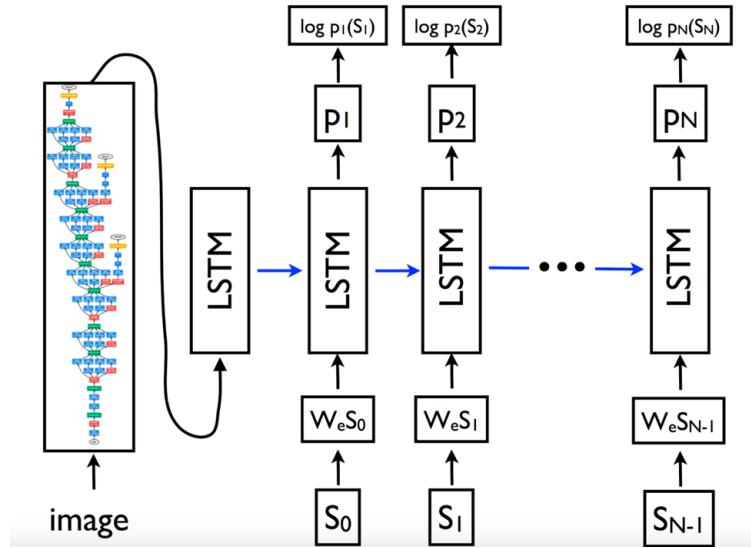 log p₁(S₁) log p₂(S₂) log pN(SN)
p₁ p₂ pN
LSTM LSTM LSTM LSTM
WₑS₀ WₑS₁ WₑSN-1
image S₀ S₁ SN-1